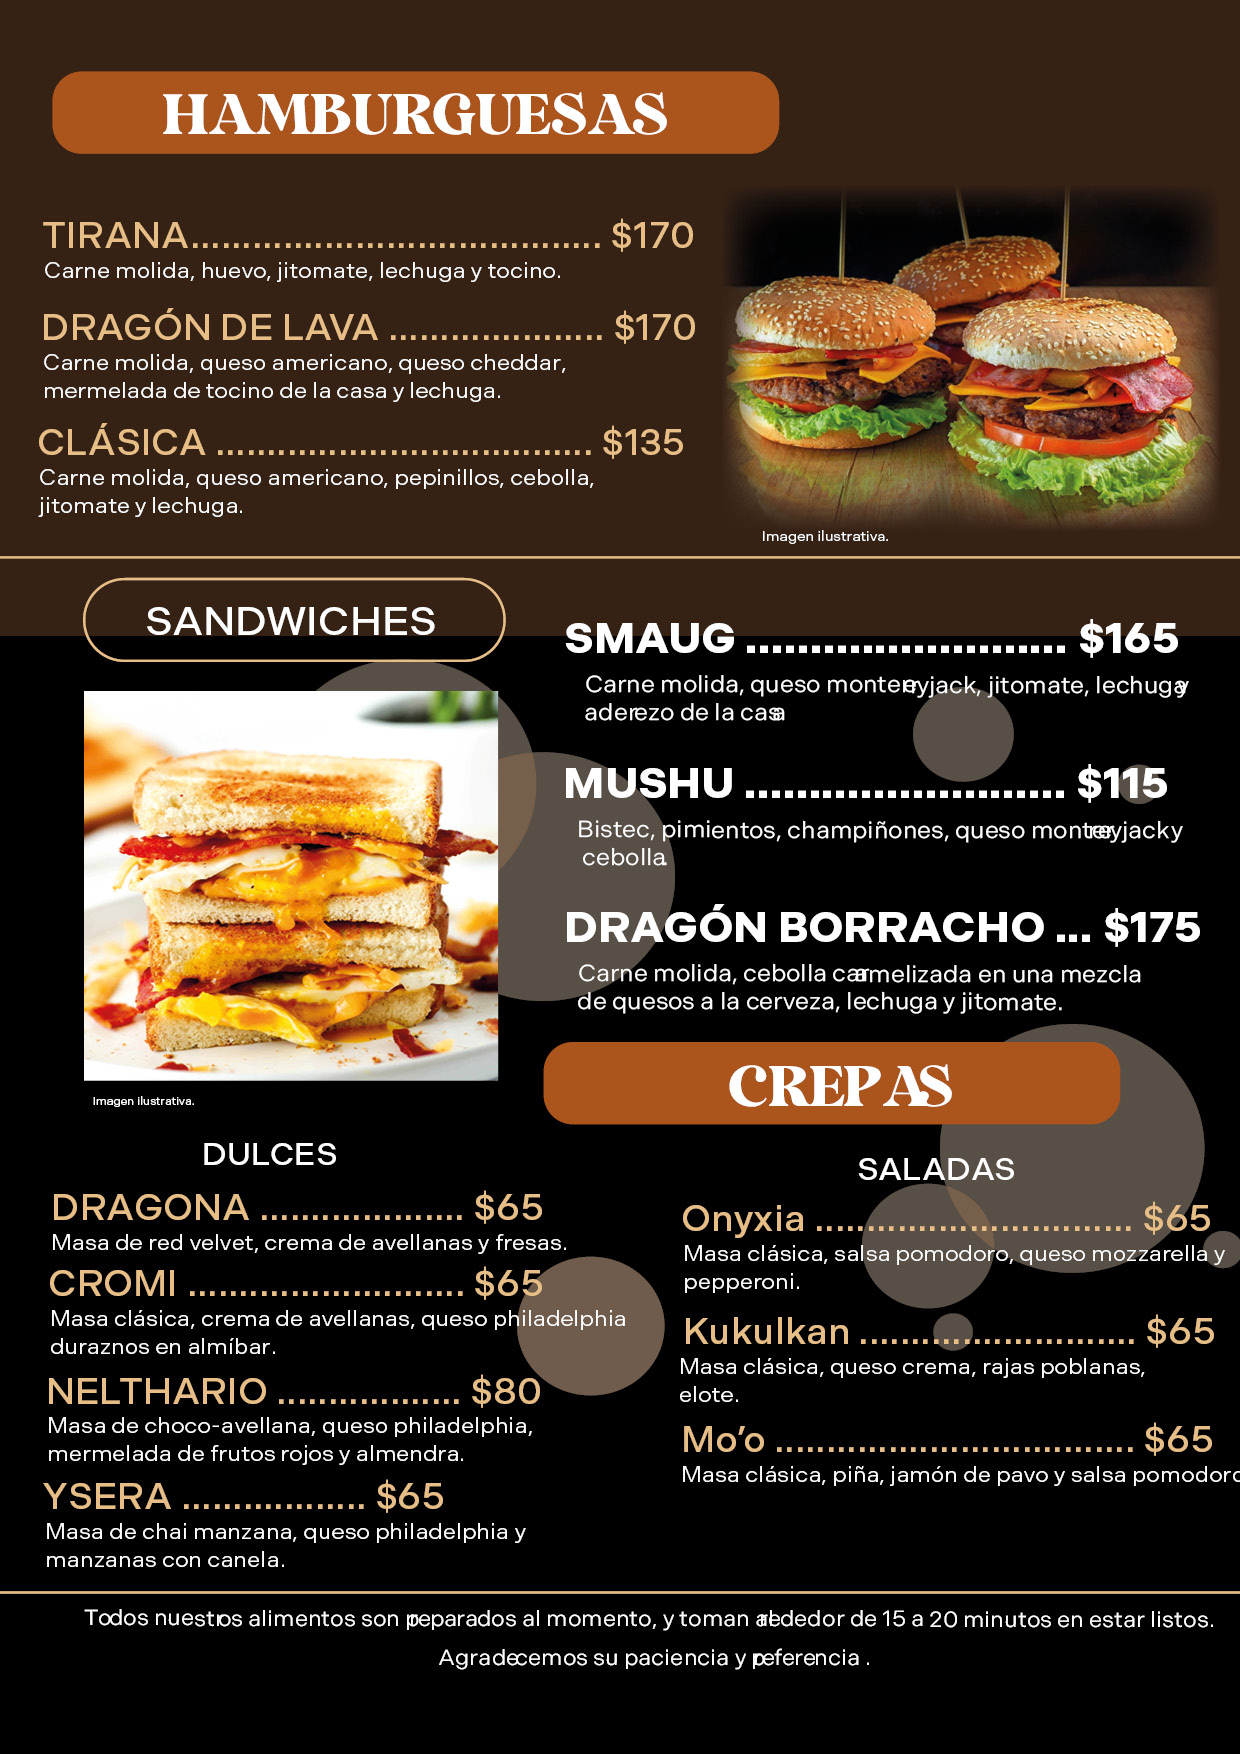 HAMBURGUESAS
TIRANA........................................ $170
Carne molida, huevo, jitomate, lechuga y tocino.
DRAGÓN DE LAVA ..................... $170
Carne molida, queso americano, queso cheddar,
mermelada de tocino de la casa y lechuga.
CLÁSICA ..................................... $135
Carne molida, queso americano, pepinillos, cebolla,
jitomate y lechuga.
Imagen ilustrativa.
SANDWICHES
SMAUG ......................... $165
Carne molida, queso monterreyjack, jitomate, lechuga y
aderezo de la casa
MUSHU ......................... $115
Bistec, pimientos, champiñones, queso monterreyjack y
cebolla.
DRAGÓN BORRACHO ... $175
Carne molida, cebolla caramelizada en una mezcla
de quesos a la cerveza, lechuga y jitomate.
Imagen ilustrativa.
CREPAS
DULCES
DRAGONA .................... $65
Masa de red velvet, crema de avellanas y fresas.
CROMI ........................... $65
Masa clásica, crema de avellanas, queso philadelphia
duraznos en almíbar.
NELTHARIO .................. $80
Masa de choco-avellana, queso philadelphia,
mermelada de frutos rojos y almendra.
YSERA .................. $65
Masa de chai manzana, queso philadelphia y
manzanas con canela.
SALADAS
Onyxia ............................... $65
Masa clásica, salsa pomodoro, queso mozzarella y
pepperoni.
Kukulkan ........................... $65
Masa clásica, queso crema, rajas poblanas,
elote.
Mo’o ................................... $65
Masa clásica, piña, jamón de pavo y salsa pomodoro
Todos nuestros alimentos son preparados al momento, y toman alrededor de 15 a 20 minutos en estar listos.
Agradecemos su paciencia y preferencia .